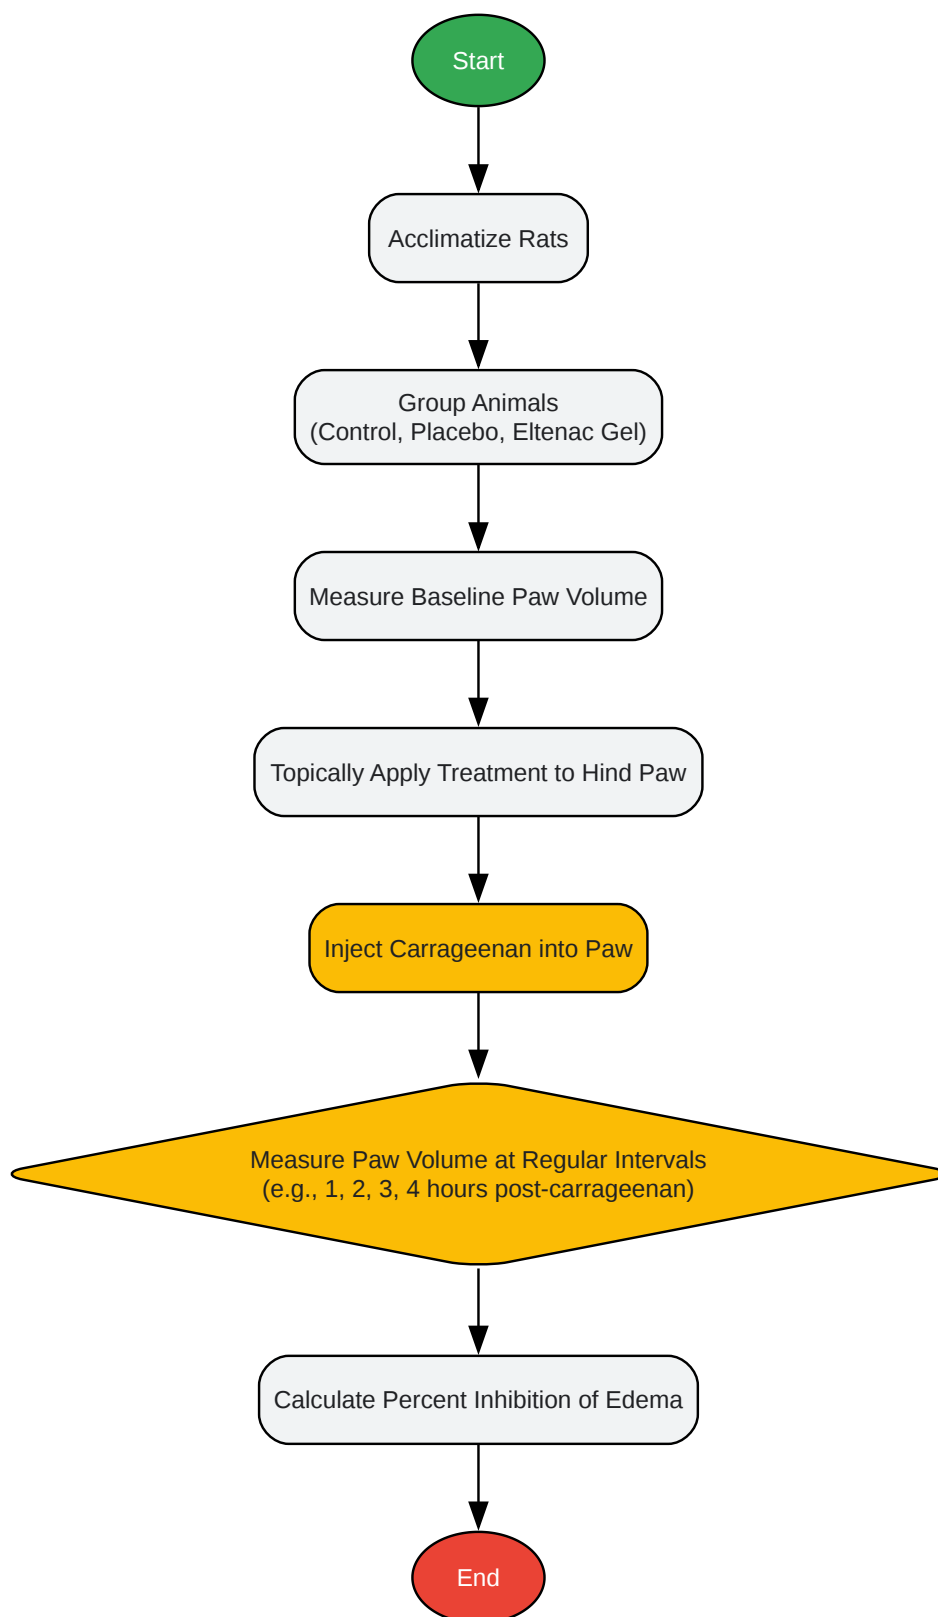 Start
Acclimatize Rats
Group Animals
(Control, Placebo, Eltenac Gel)
Measure Baseline Paw Volume
Topically Apply Treatment to Hind Paw
Inject Carrageenan into Paw
Measure Paw Volume at Regular Intervals
(e.g., 1, 2, 3, 4 hours post-carrageenan)
Calculate Percent Inhibition of Edema
End